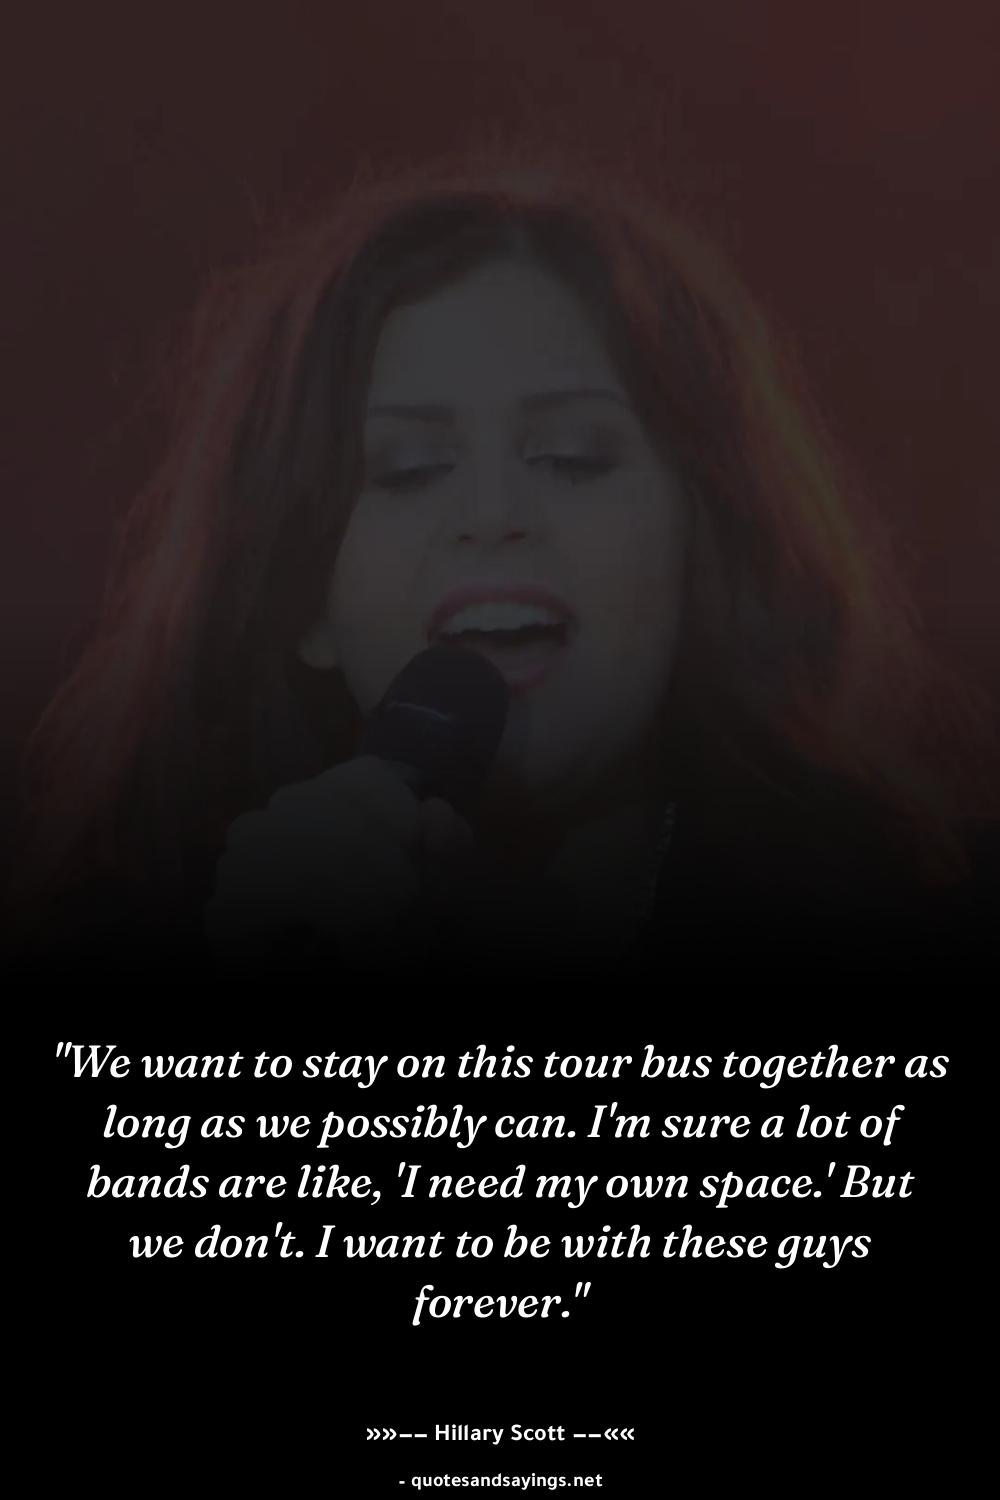 "We want to stay on this tour bus together as
long as we possibly can. I'm sure a lot of
bands are like, 'I need my own space.' But
we don't. I want to be with these guys
forever."
»»–– Hillary Scott ––««
- quotesandsayings.net